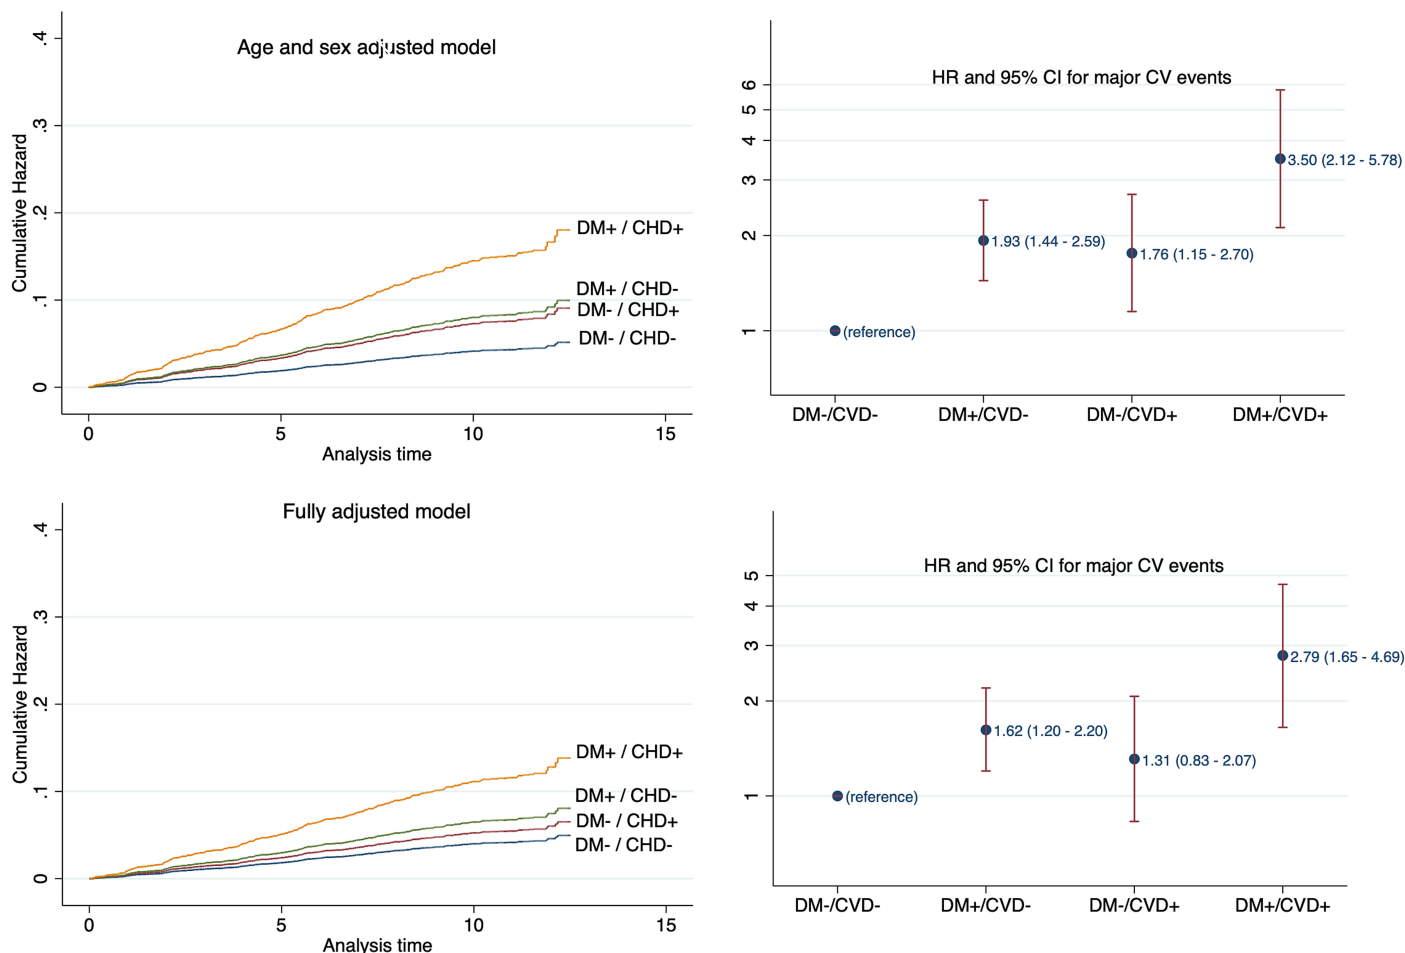 Age and sex adjusted model
Cumulative Hazard
.4
.3
.2
.1
0
DM+ / CHD+
DM+ / CHD-
DM- / CHD+
DM- / CHD-
0 5 10 15
Analysis time
HR and 95% CI for major CV events
6
5
4
3
2
1
(reference)
1.93 (1.44 - 2.59)
1.76 (1.15 - 2.70)
3.50 (2.12 - 5.78)
DM-/CVD- DM+/CVD- DM-/CVD+ DM+/CVD+
Fully adjusted model
Cumulative Hazard
.4
.3
.2
.1
0
DM+ / CHD+
DM+ / CHD-
DM- / CHD+
DM- / CHD-
0 5 10 15
Analysis time
HR and 95% CI for major CV events
5
4
3
2
1
(reference)
1.62 (1.20 - 2.20)
1.31 (0.83 - 2.07)
2.79 (1.65 - 4.69)
DM-/CVD- DM+/CVD- DM-/CVD+ DM+/CVD+